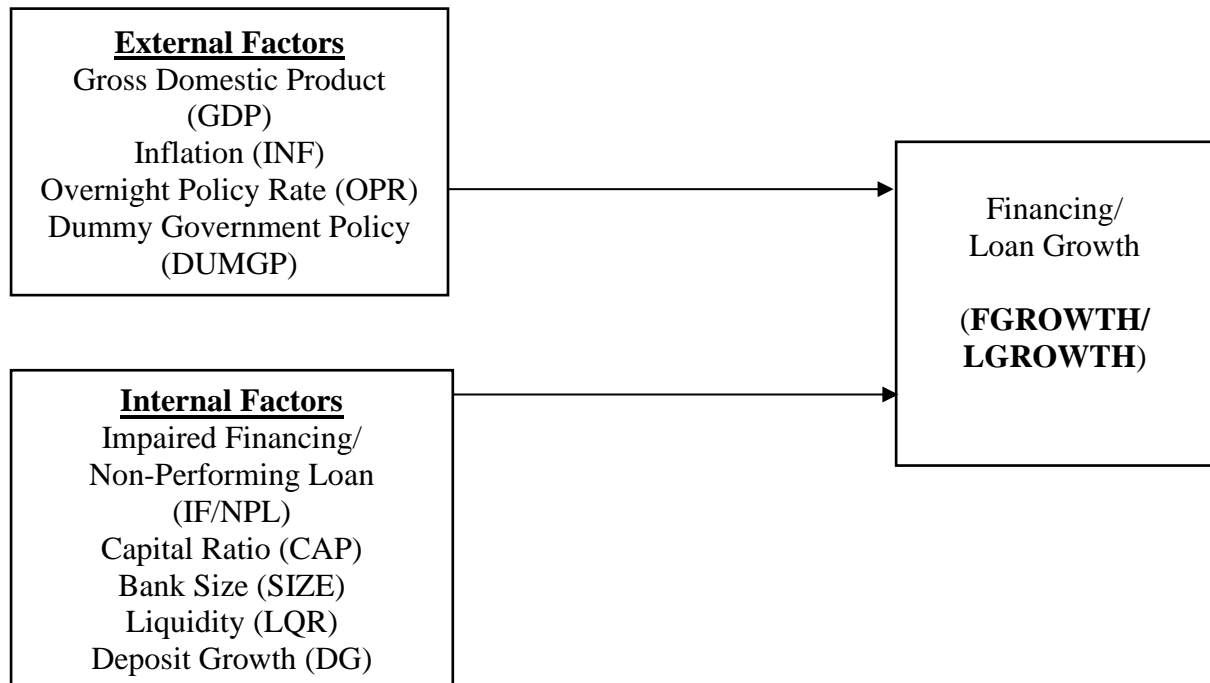 External Factors
Gross Domestic Product
(GDP)
Inflation (INF)
Overnight Policy Rate (OPR)
Dummy Government Policy
(DUMGP)
Internal Factors
Impaired Financing/
Non-Performing Loan
(IF/NPL)
Capital Ratio (CAP)
Bank Size (SIZE)
Liquidity (LQR)
Deposit Growth (DG)
Financing/
Loan Growth
(FGROWTH/
LGROWTH)